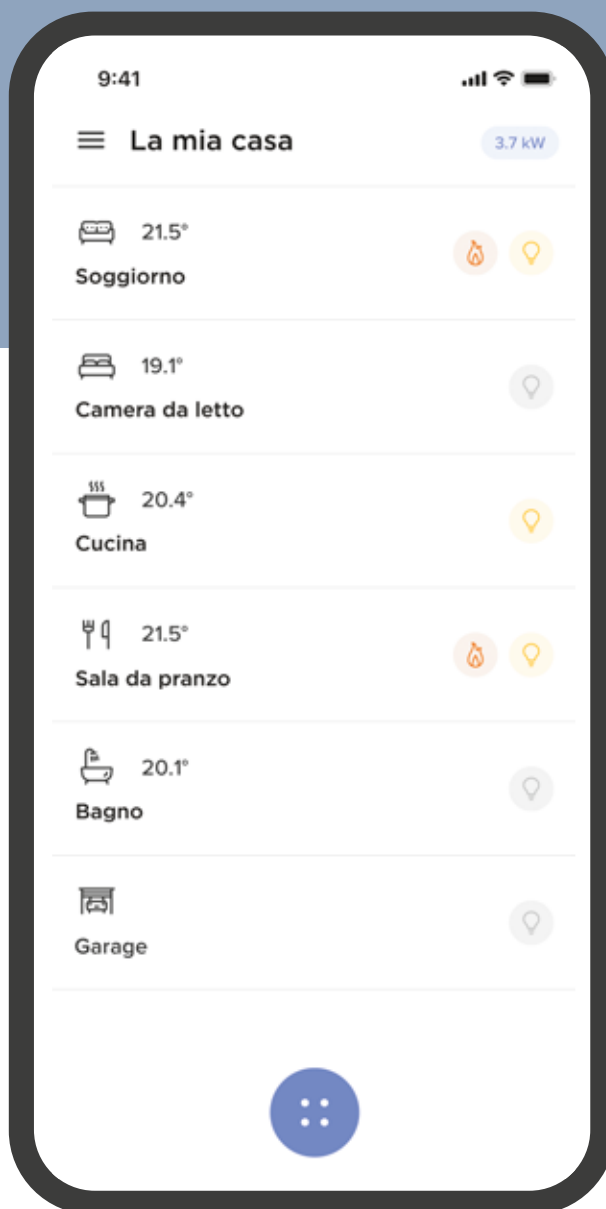 9:41
La mia casa
3.7 kW
21.5°
Soggiorno
19.1°
Camera da letto
20.4°
Cucina
21.5°
Sala da pranzo
20.1°
Bagno
Garage